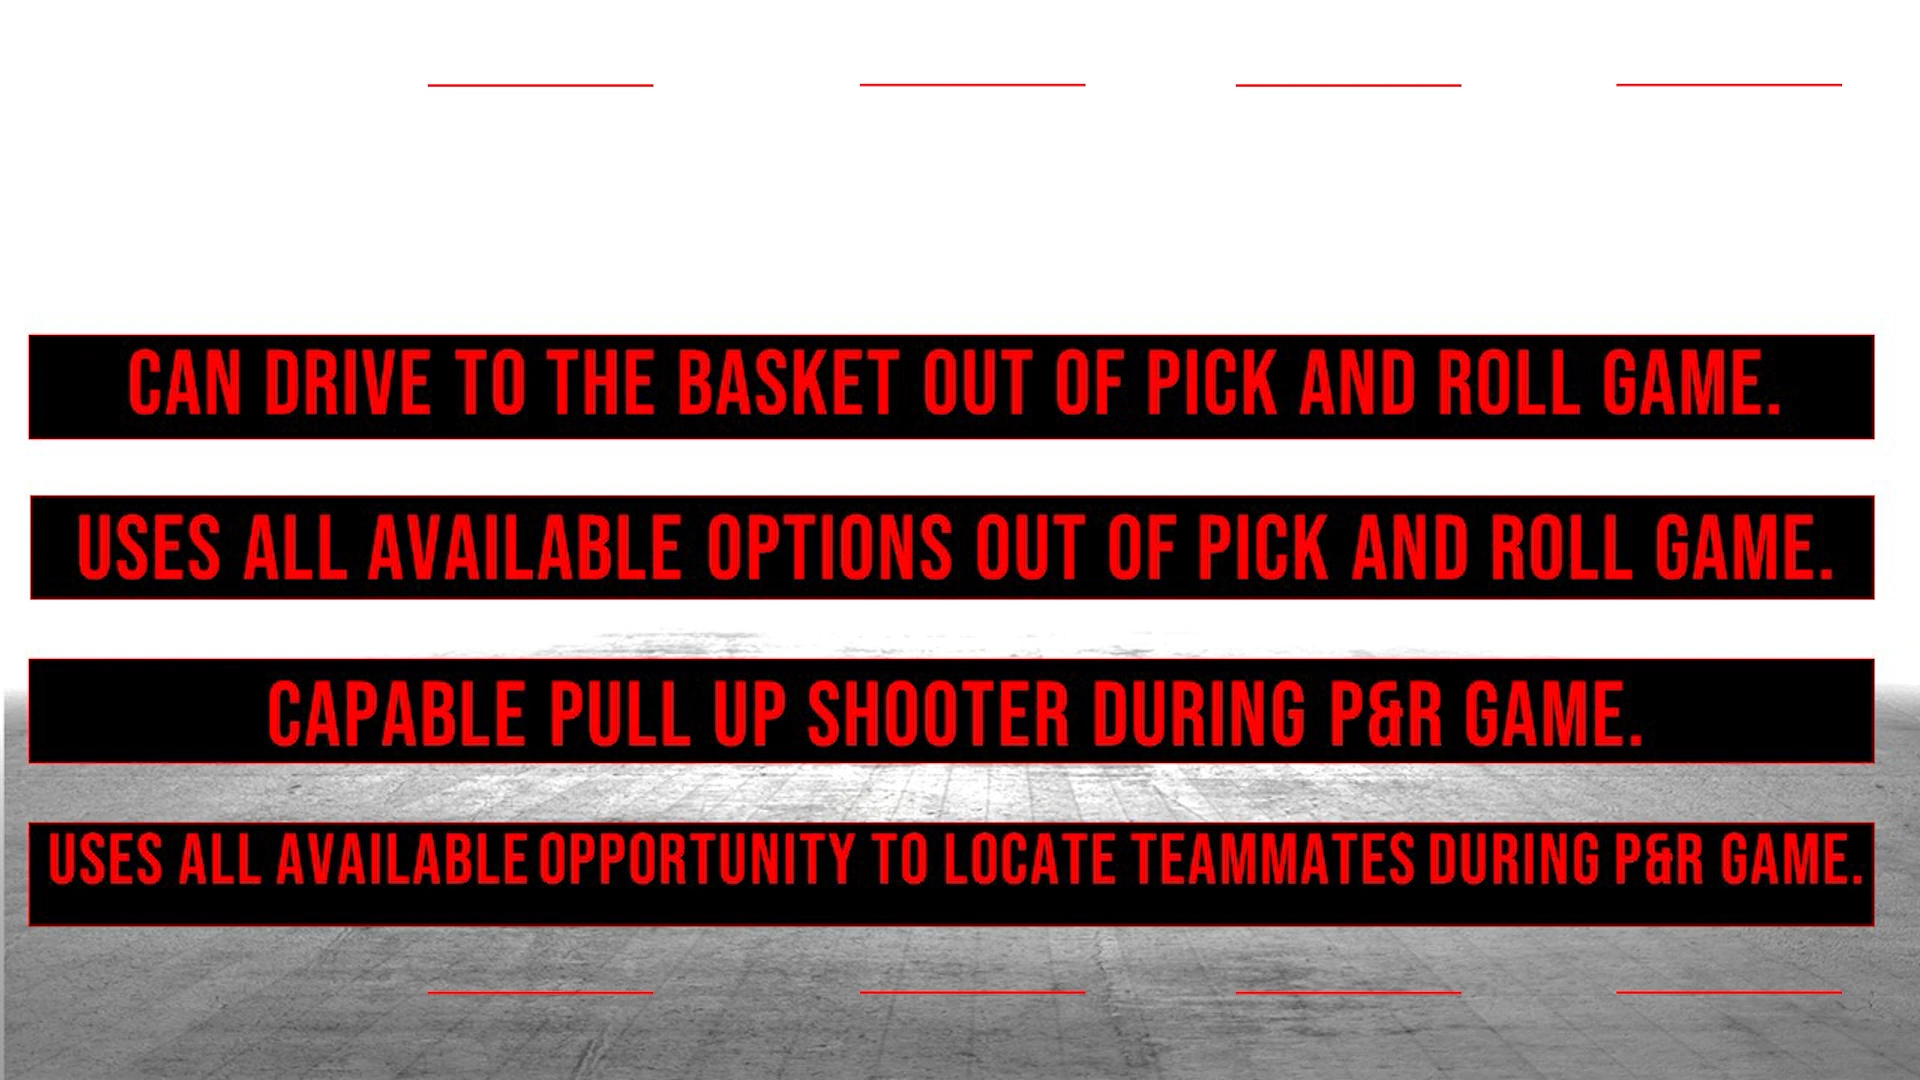 CAN DRIVE TO THE BASKET OUT OF PICK AND ROLL GAME.
USES ALL AVAILABLE OPTIONS OUT OF PICK AND ROLL GAME.
CAPABLE PULL UP SHOOTER DURING P&R GAME.
USES ALL AVAILABLE OPPORTUNITY TO LOCATE TEAMMATES DURING P&R GAME.